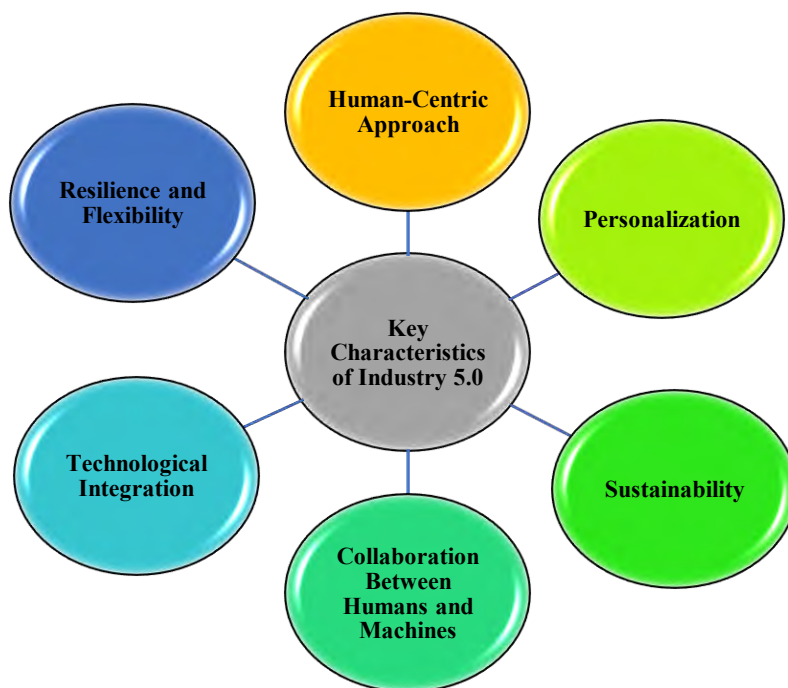 Human-Centric
Approach
Resilience and
Flexibility
Personalization
Key
Characteristics
of Industry 5.0
Technological
Integration
Sustainability
Collaboration
Between
Humans and
Machines